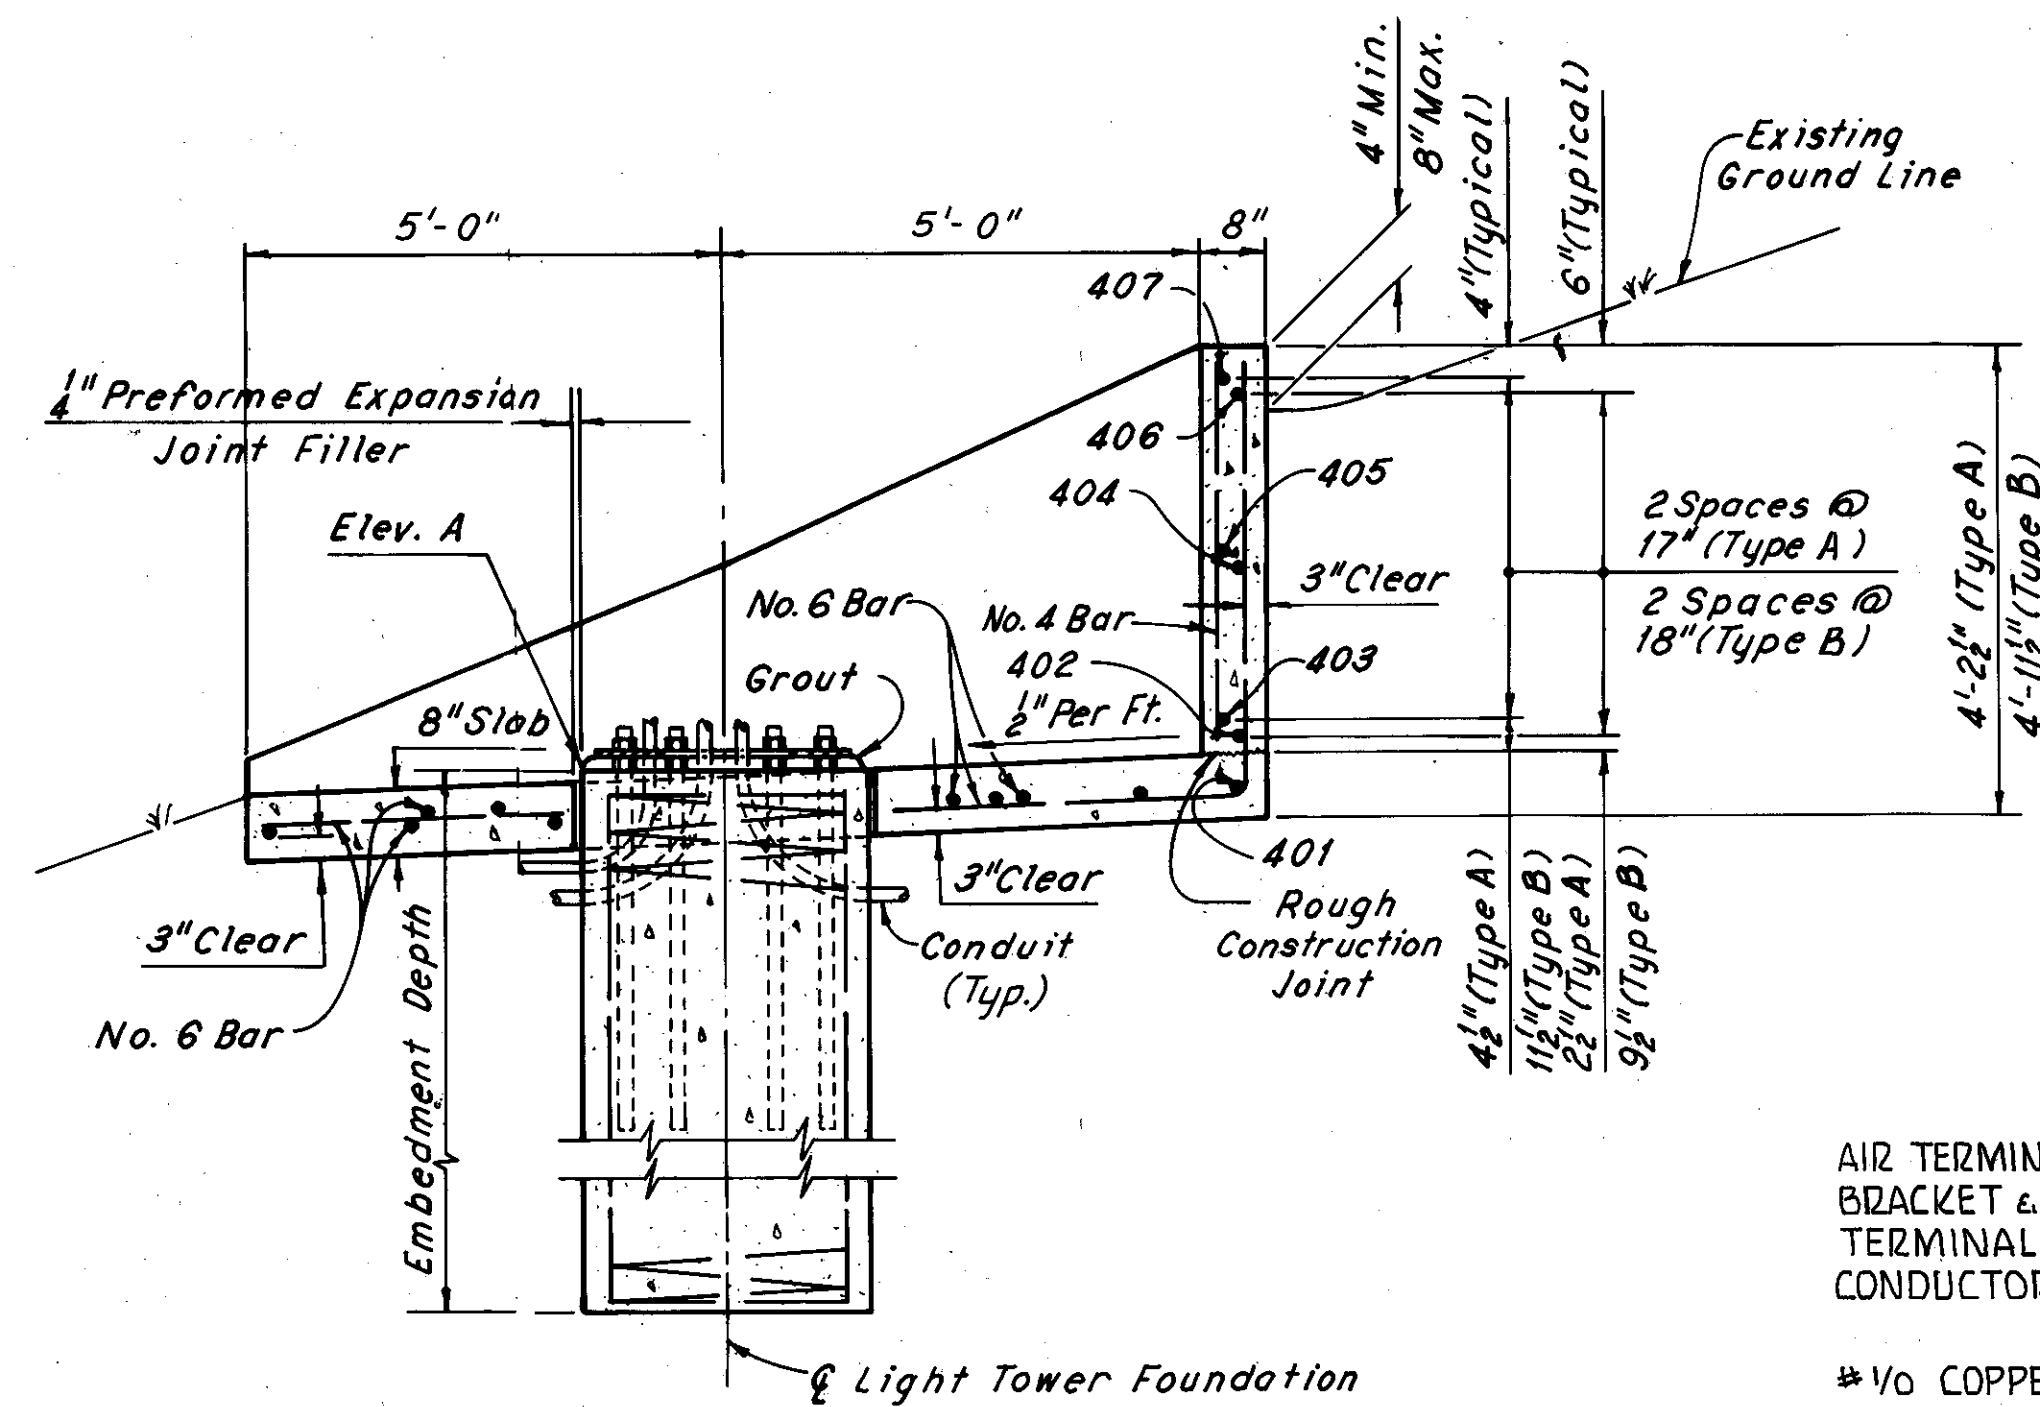 4" Min.
8" Max.
4" (Typical)
6" (Typical)
Existing
Ground Line
5'-0"
5'-0"
8"
407
1/4" Preformed Expansion
Joint Filler
406
405
404
Elev. A
2 Spaces @
17" (Type A)
2 Spaces @
18" (Type B)
4'-2 1/2" (Type A)
4'-11 1/2" (Type B)
3" Clear
No. 6 Bar
No. 4 Bar
402
403
Grout
1/2" Per Ft.
8" Slab
401
3" Clear
Rough
Construction
Joint
3" Clear
Conduit
(Typ.)
No. 6 Bar
Embedment Depth
4 1/2" (Type A)
11 1/2" (Type B)
2 1/2" (Type A)
9 1/2" (Type B)
AIR TERMIN
BRACKET &
TERMINAL
CONDUCTOR
#1/0 COPPE
℄ Light Tower Foundation